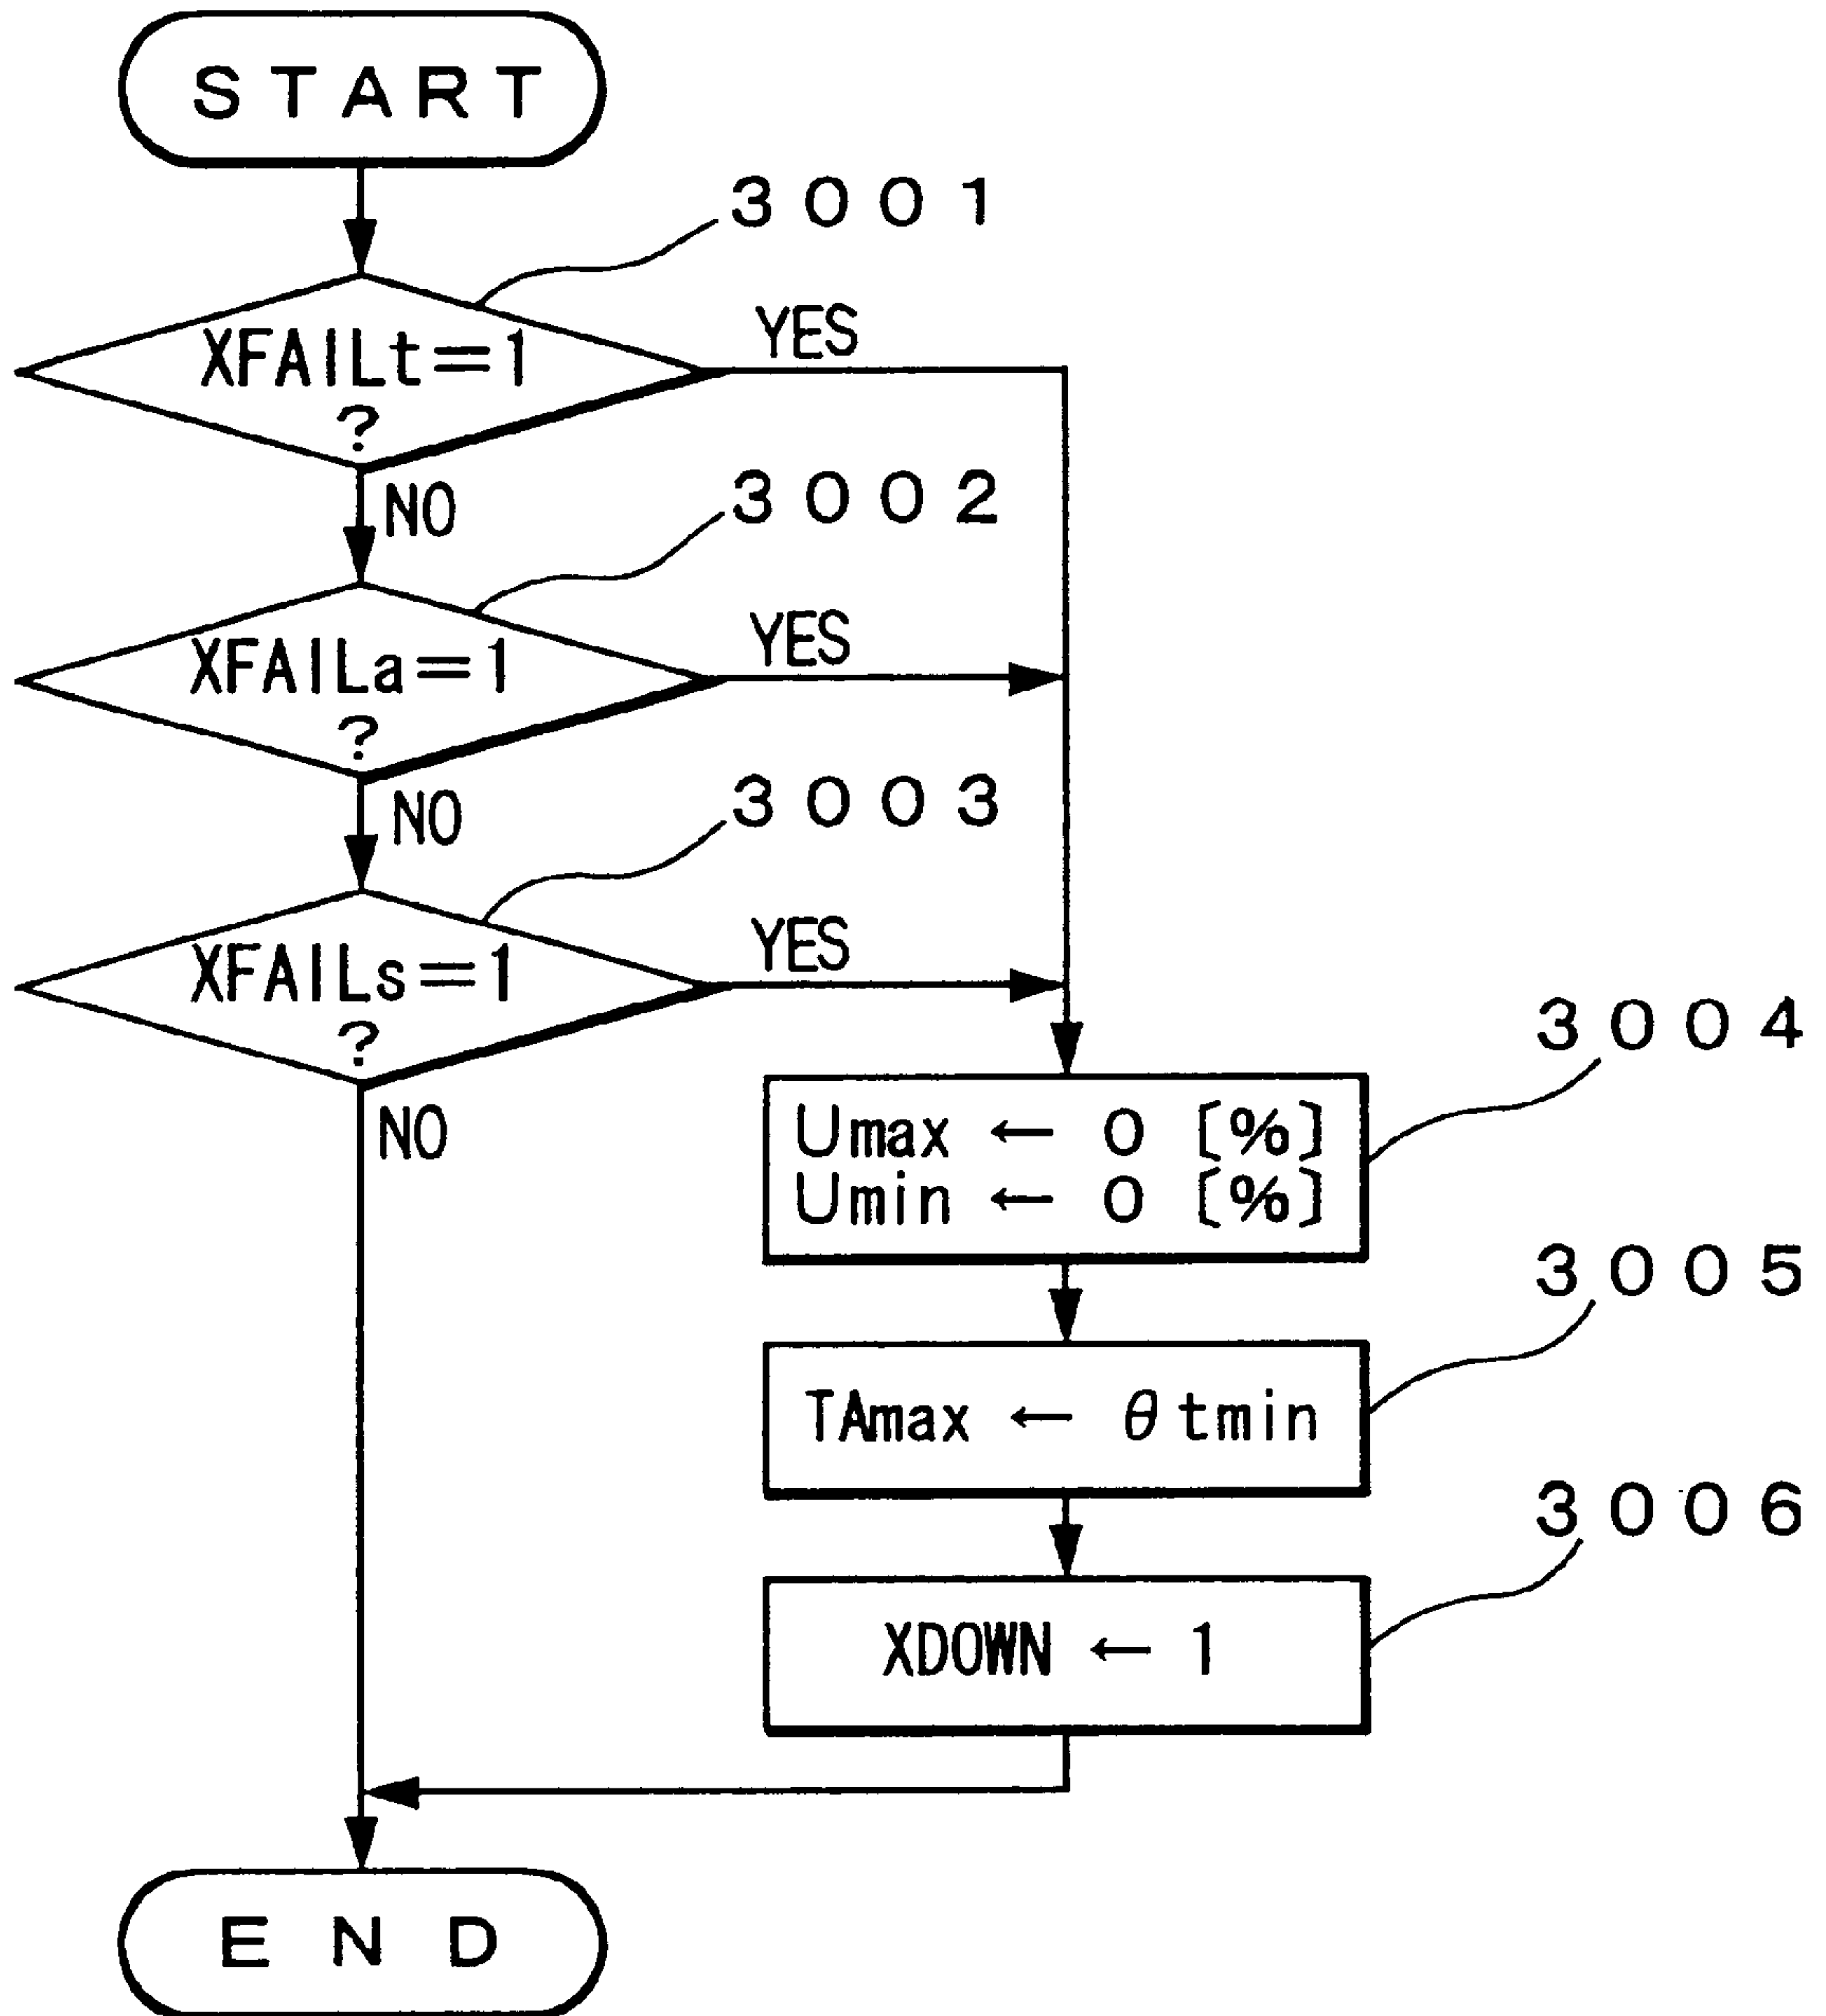 START
3001
XFAILt=1
?
YES
NO
3002
XFAILa=1
?
YES
NO
3003
XFAILs=1
?
YES
NO
3004
Umax ← 0 [%]
Umin ← 0 [%]
3005
TAmax ← θtmin
3006
XDOWN ← 1
END